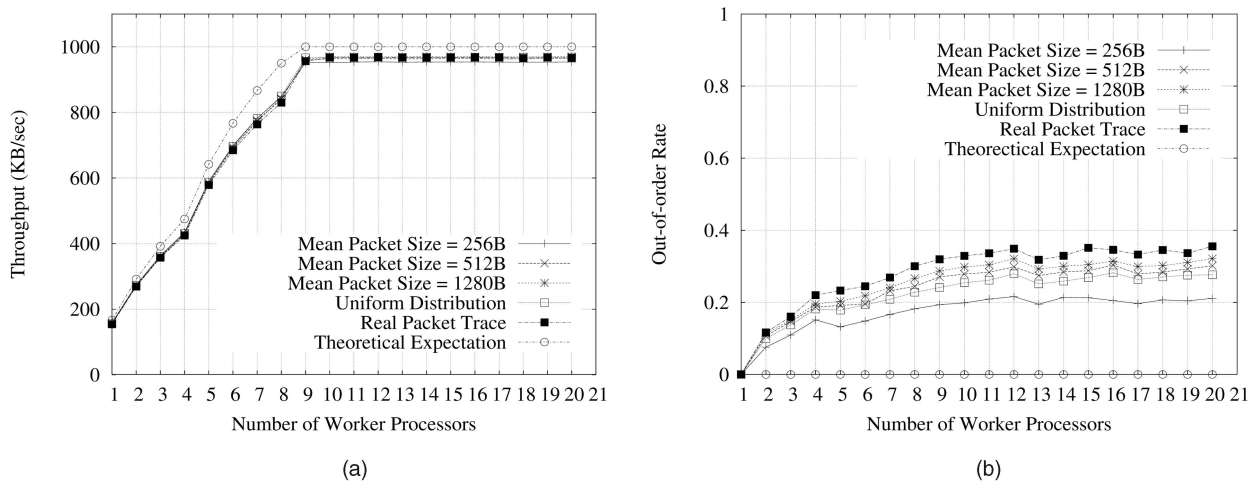 1000
800
600
400
200
0
Throughput (KB/sec)
Mean Packet Size = 256B
Mean Packet Size = 512B
Mean Packet Size = 1280B
Uniform Distribution
Real Packet Trace
Theoretical Expectation
1 2 3 4 5 6 7 8 9 10 11 12 13 14 15 16 17 18 19 20 21
Number of Worker Processors
(a)
1
0.8
0.6
0.4
0.2
0
Out-of-order Rate
Mean Packet Size = 256B
Mean Packet Size = 512B
Mean Packet Size = 1280B
Uniform Distribution
Real Packet Trace
Theorectical Expectation
1 2 3 4 5 6 7 8 9 10 11 12 13 14 15 16 17 18 19 20 21
Number of Worker Processors
(b)